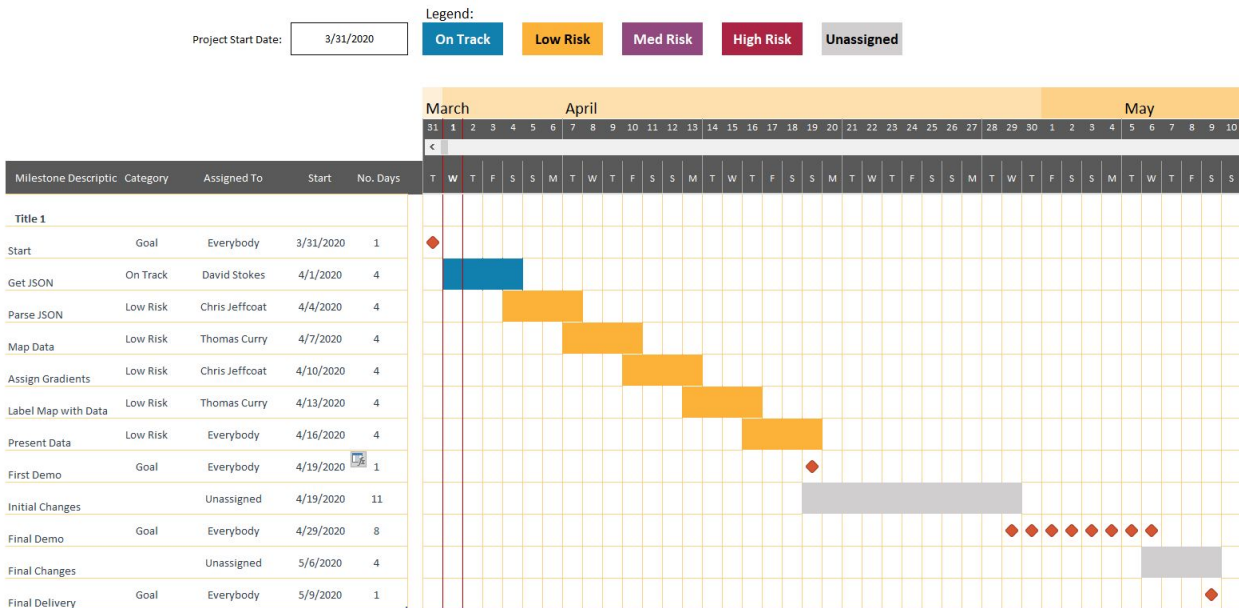 Legend:
Project Start Date: 3/31/2020 On Track Low Risk Med Risk High Risk Unassigned
March April May
31 1 2 3 4 5 6 7 8 9 10 11 12 13 14 15 16 17 18 19 20 21 22 23 24 25 26 27 28 29 30 1 2 3 4 5 6 7 8 9 10
<
Milestone Descriptic Category Assigned To Start No. Days T W T F S S M T W T F S S M T W T F S S M T W T F S S M T W T F S S M T W T F S S
Title 1
Start Goal Everybody 3/31/2020 1
Get JSON On Track David Stokes 4/1/2020 4
Parse JSON Low Risk Chris Jeffcoat 4/4/2020 4
Map Data Low Risk Thomas Curry 4/7/2020 4
Assign Gradients Low Risk Chris Jeffcoat 4/10/2020 4
Label Map with Data Low Risk Thomas Curry 4/13/2020 4
Present Data Low Risk Everybody 4/16/2020 4
First Demo Goal Everybody 4/19/2020 1
Initial Changes Unassigned 4/19/2020 11
Final Demo Goal Everybody 4/29/2020 8
Final Changes Unassigned 5/6/2020 4
Final Delivery Goal Everybody 5/9/2020 1